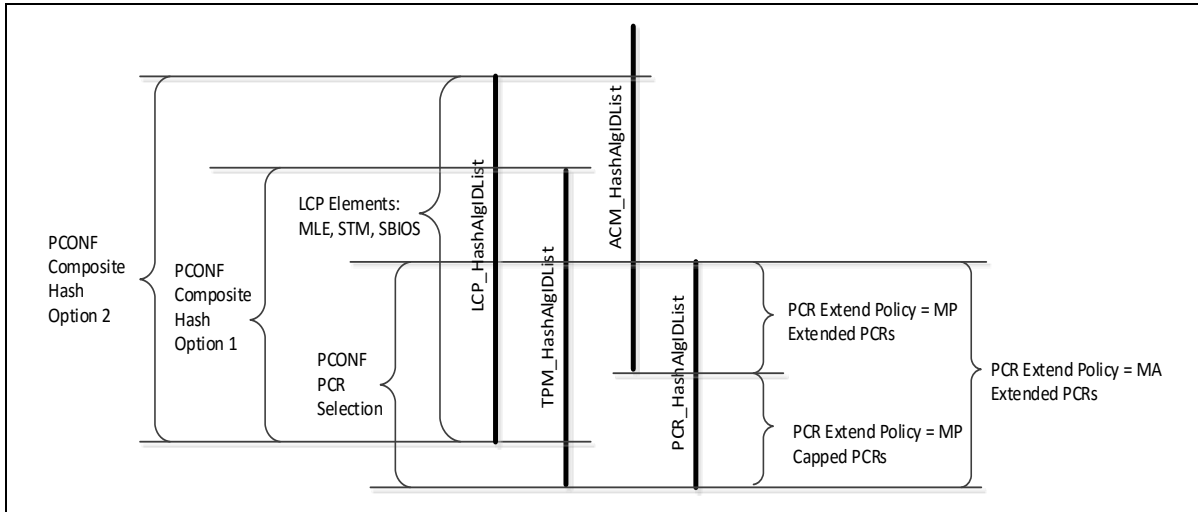 PCONF
Composite
Hash
Option 2
PCONF
Composite
Hash
Option 1
LCP Elements:
MLE, STM, SBIOS
PCONF
PCR
Selection
LCP_HashAlgIDList
TPM_HashAlgIDList
ACM_HashAlgIDList
PCR_HashAlgIDList
PCR Extend Policy = MP
Extended PCRs
PCR Extend Policy = MP
Capped PCRs
PCR Extend Policy = MA
Extended PCRs